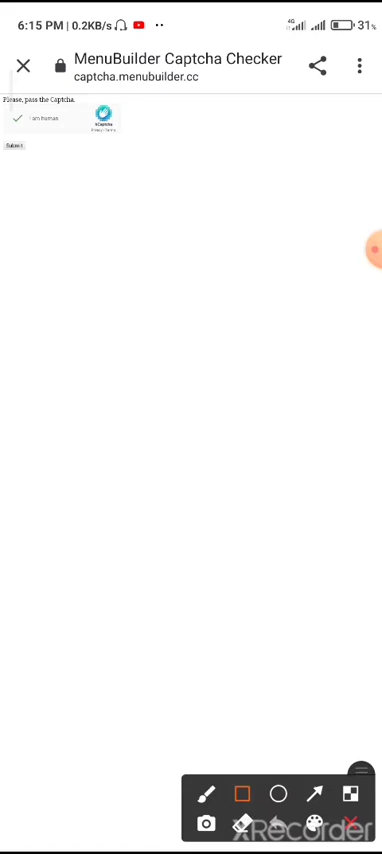 6:15 PM | 0.2KB/s
4G
31%
MenuBuilder Captcha Checker
captcha.menubuilder.cc
Please, pass the Captcha.
I am human
hCaptcha
Privacy - Terms
Submit
XRecorder